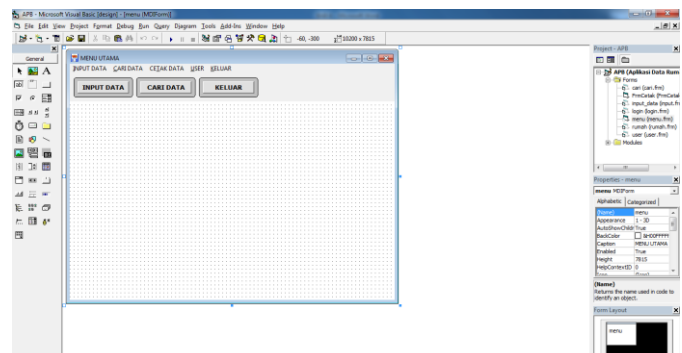 APB - Microsoft Visual Basic [design] - [menu (MDIForm)]
File Edit View Project Format Debug Run Query Diagram Tools Add-Ins Window Help
-60, -380 10200 x 7815
General
MENU UTAMA
INPUT DATA CARI DATA CETAK DATA USER KELUAR
INPUT DATA CARI DATA KELUAR
Project - APB
APB (Aplikasi Data Rum
Forms
cari (cari.frm)
FrmCetak (FrmCetak
input_data (input.fr
login (login.frm)
menu (menu.frm)
rumah (rumah.frm)
user (user.frm)
Modules
Properties - menu
menu MDIForm
Alphabetic Categorized
(Name) menu
Appearance 1 - 3D
AutoShowChild True
BackColor &H00FFFFF
Caption MENU UTAMA
Enabled True
Height 7815
HelpContextID 0
(Name)
Returns the name used in code to
identify an object.
Form Layout
menu